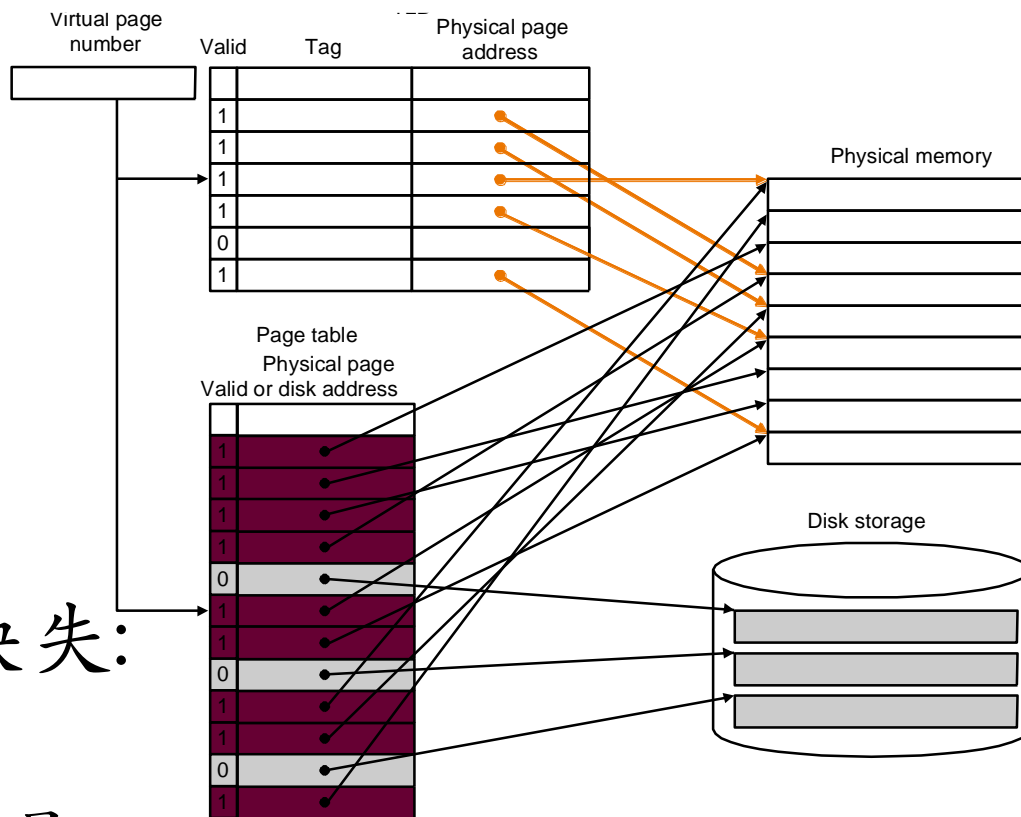 Virtual page
number
Valid
Tag
Physical page
address
1
1
1
1
0
1
Physical memory
Page table
Physical page
Valid or disk address
1
1
1
1
0
1
1
0
1
1
0
1
Disk storage
失: